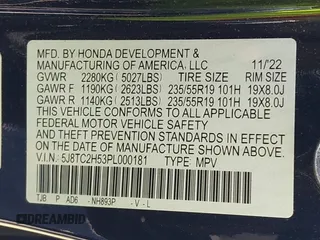 MFD. BY HONDA DEVELOPMENT &
MANUFACTURING OF AMERICA, LLC 11/'22
GVWR 2280KG (5027LBS) TIRE SIZE RIM SIZE
GAWR F 1190KG (2623LBS) 235/55R19 101H 19X8.0J
GAWR R 1140KG (2513LBS) 235/55R19 101H 19X8.0J
THIS VEHICLE CONFORMS TO ALL APPLICABLE
FEDERAL MOTOR VEHICLE SAFETY AND
THEFT PREVENTION STANDARDS IN EFFECT ON
THE DATE OF MANUFACTURE SHOWN ABOVE.
V.I.N: 5J8TC2H53PL000181 TYPE: MPV
TJB P AD6 NH893P V - L
DREAMBID